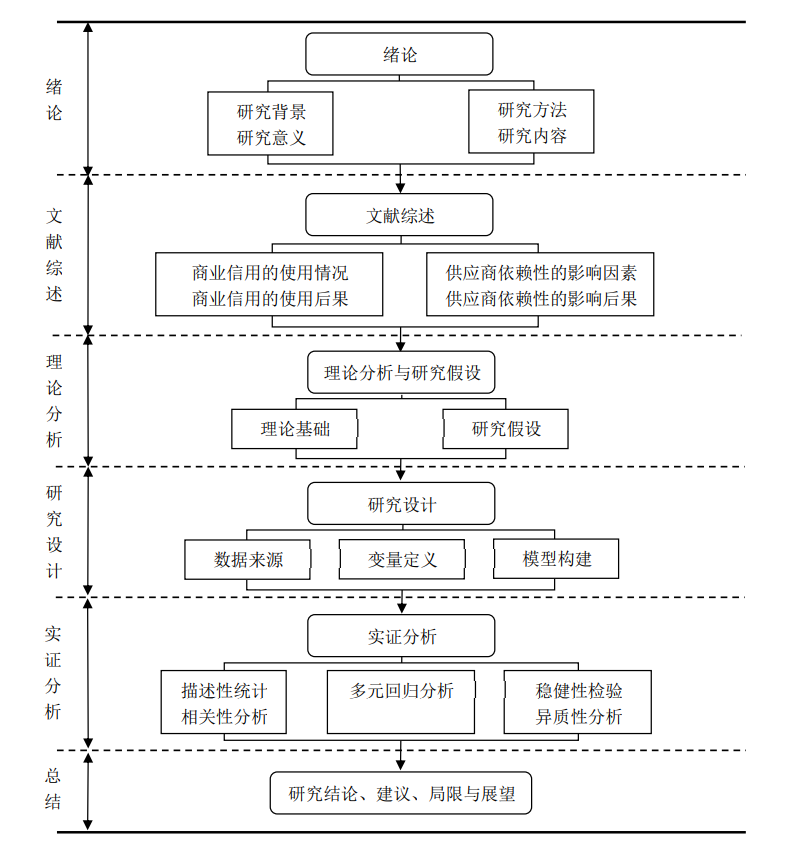 绪论
绪论
研究背景
研究意义
研究方法
研究内容
文献综述
文献综述
商业信用的使用情况
商业信用的使用后果
供应商依赖性的影响因素
供应商依赖性的影响后果
理论分析
理论分析与研究假设
理论基础
研究假设
研究设计
研究设计
数据来源
变量定义
模型构建
实证分析
实证分析
描述性统计
相关性分析
多元回归分析
稳健性检验
异质性分析
总结
研究结论、建议、局限与展望